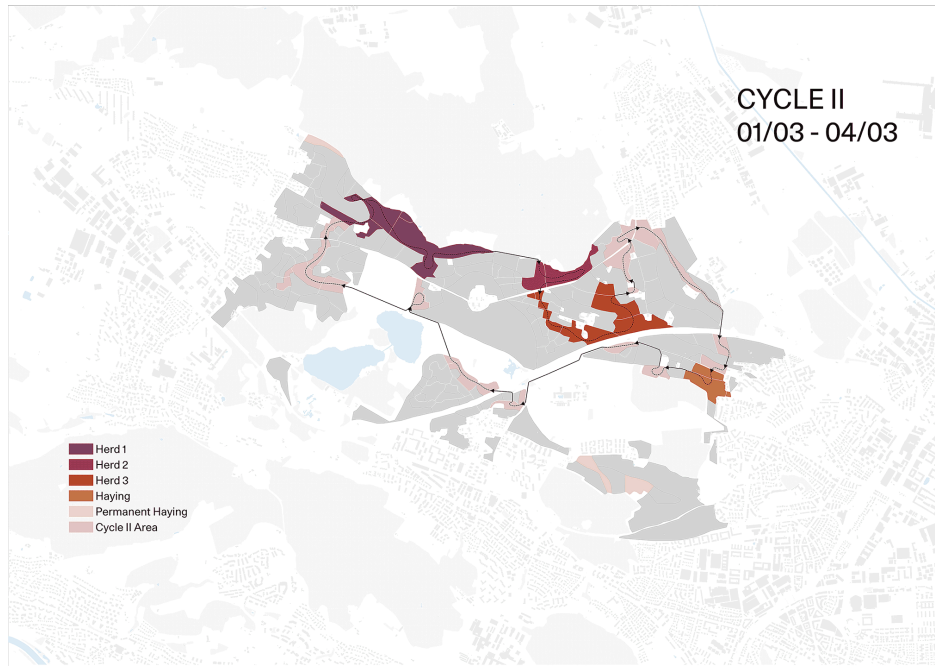 CYCLE II
01/03 - 04/03
Herd 1
Herd 2
Herd 3
Haying
Permanent Haying
Cycle II Area